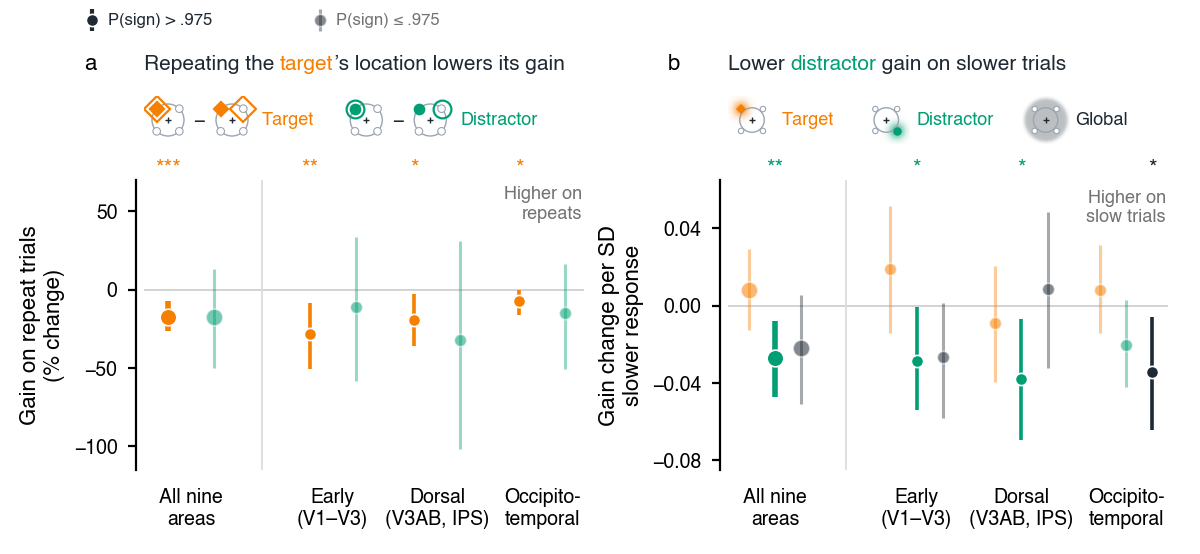 P(sign) > .975
P(sign) ≤ .975
a
Repeating the target's location lowers its gain
– Target
– Distractor
***
**
*
*
Higher on
repeats
50
0
−50
−100
Gain on repeat trials
(% change)
All nine
areas
Early
(V1–V3)
Dorsal
(V3AB, IPS)
Occipito-
temporal
b
Lower distractor gain on slower trials
Target
Distractor
Global
**
*
*
*
Higher on
slow trials
0.04
0.00
−0.04
−0.08
Gain change per SD
slower response
All nine
areas
Early
(V1–V3)
Dorsal
(V3AB, IPS)
Occipito-
temporal